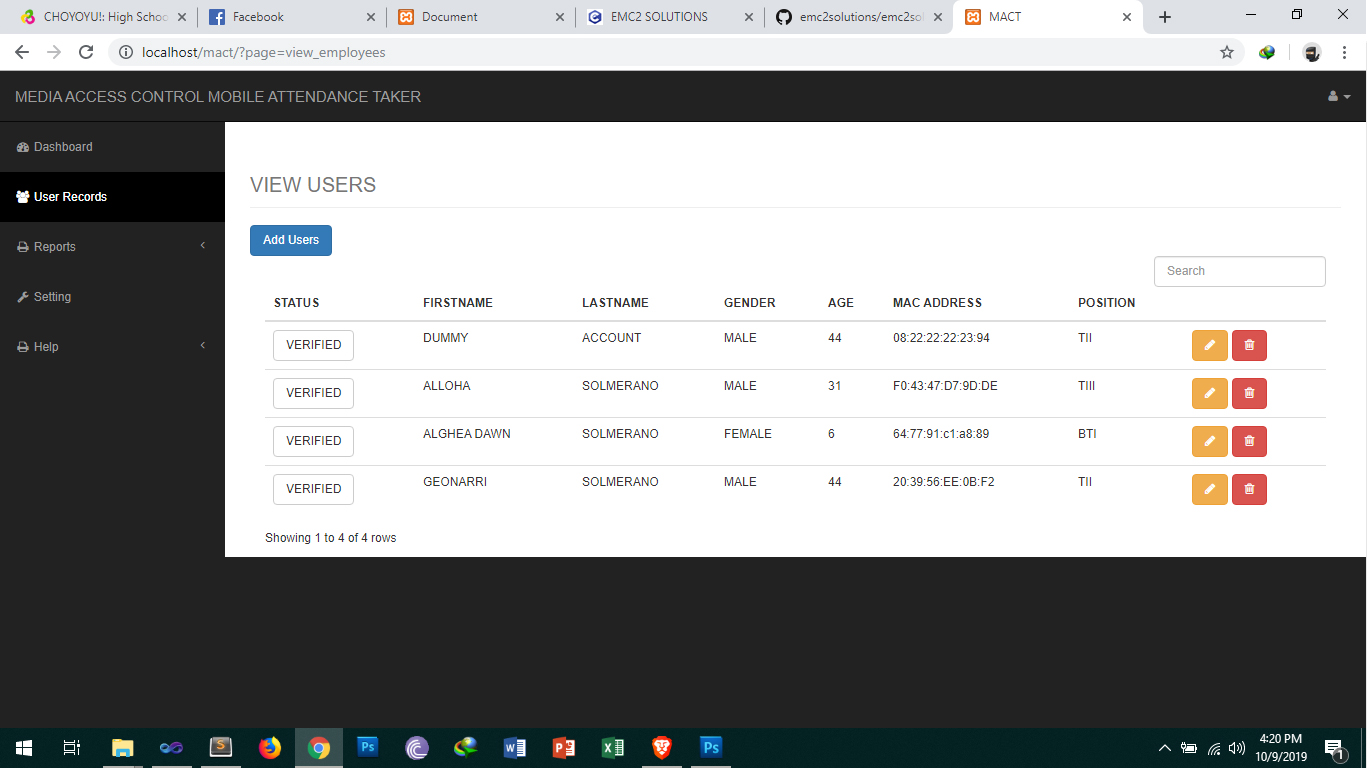 CHOYOYU!: High Schoo
Facebook
Document
EMC2 SOLUTIONS
emc2solutions/emc2sol
MACT
localhost/mact/?page=view_employees
MEDIA ACCESS CONTROL MOBILE ATTENDANCE TAKER
Dashboard
User Records
Reports
Setting
Help
VIEW USERS
Add Users
Search
STATUS FIRSTNAME LASTNAME GENDER AGE MAC ADDRESS POSITION
VERIFIED DUMMY ACCOUNT MALE 44 08:22:22:22:23:94 TII
VERIFIED ALLOHA SOLMERANO MALE 31 F0:43:47:D7:9D:DE TIII
VERIFIED ALGHEA DAWN SOLMERANO FEMALE 6 64:77:91:c1:a8:89 BTI
VERIFIED GEONARRI SOLMERANO MALE 44 20:39:56:EE:0B:F2 TII
Showing 1 to 4 of 4 rows
4:20 PM
10/9/2019
1